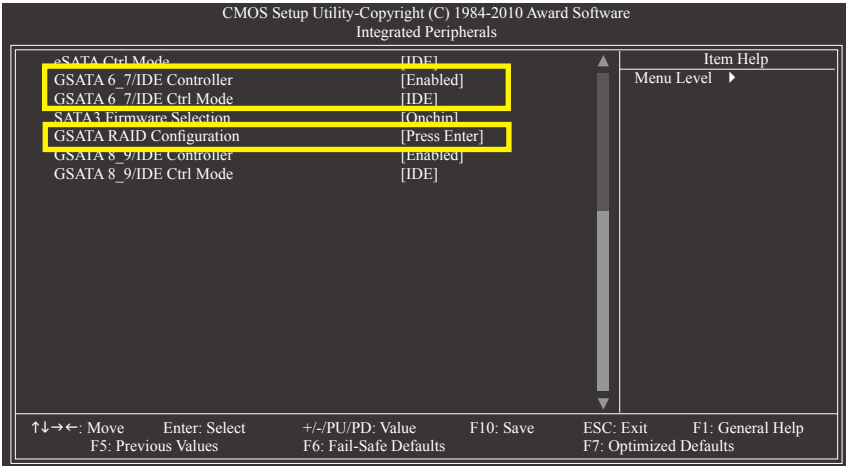 CMOS Setup Utility-Copyright (C) 1984-2010 Award Software
Integrated Peripherals
eSATA Ctrl Mode [IDE]
GSATA 6_7/IDE Controller [Enabled]
GSATA 6_7/IDE Ctrl Mode [IDE]
SATA3 Firmware Selection [Onchip]
GSATA RAID Configuration [Press Enter]
GSATA 8_9/IDE Controller [Enabled]
GSATA 8_9/IDE Ctrl Mode [IDE]
Item Help
Menu Level
↑↓→←: Move Enter: Select +/-/PU/PD: Value F10: Save ESC: Exit F1: General Help
F5: Previous Values F6: Fail-Safe Defaults F7: Optimized Defaults